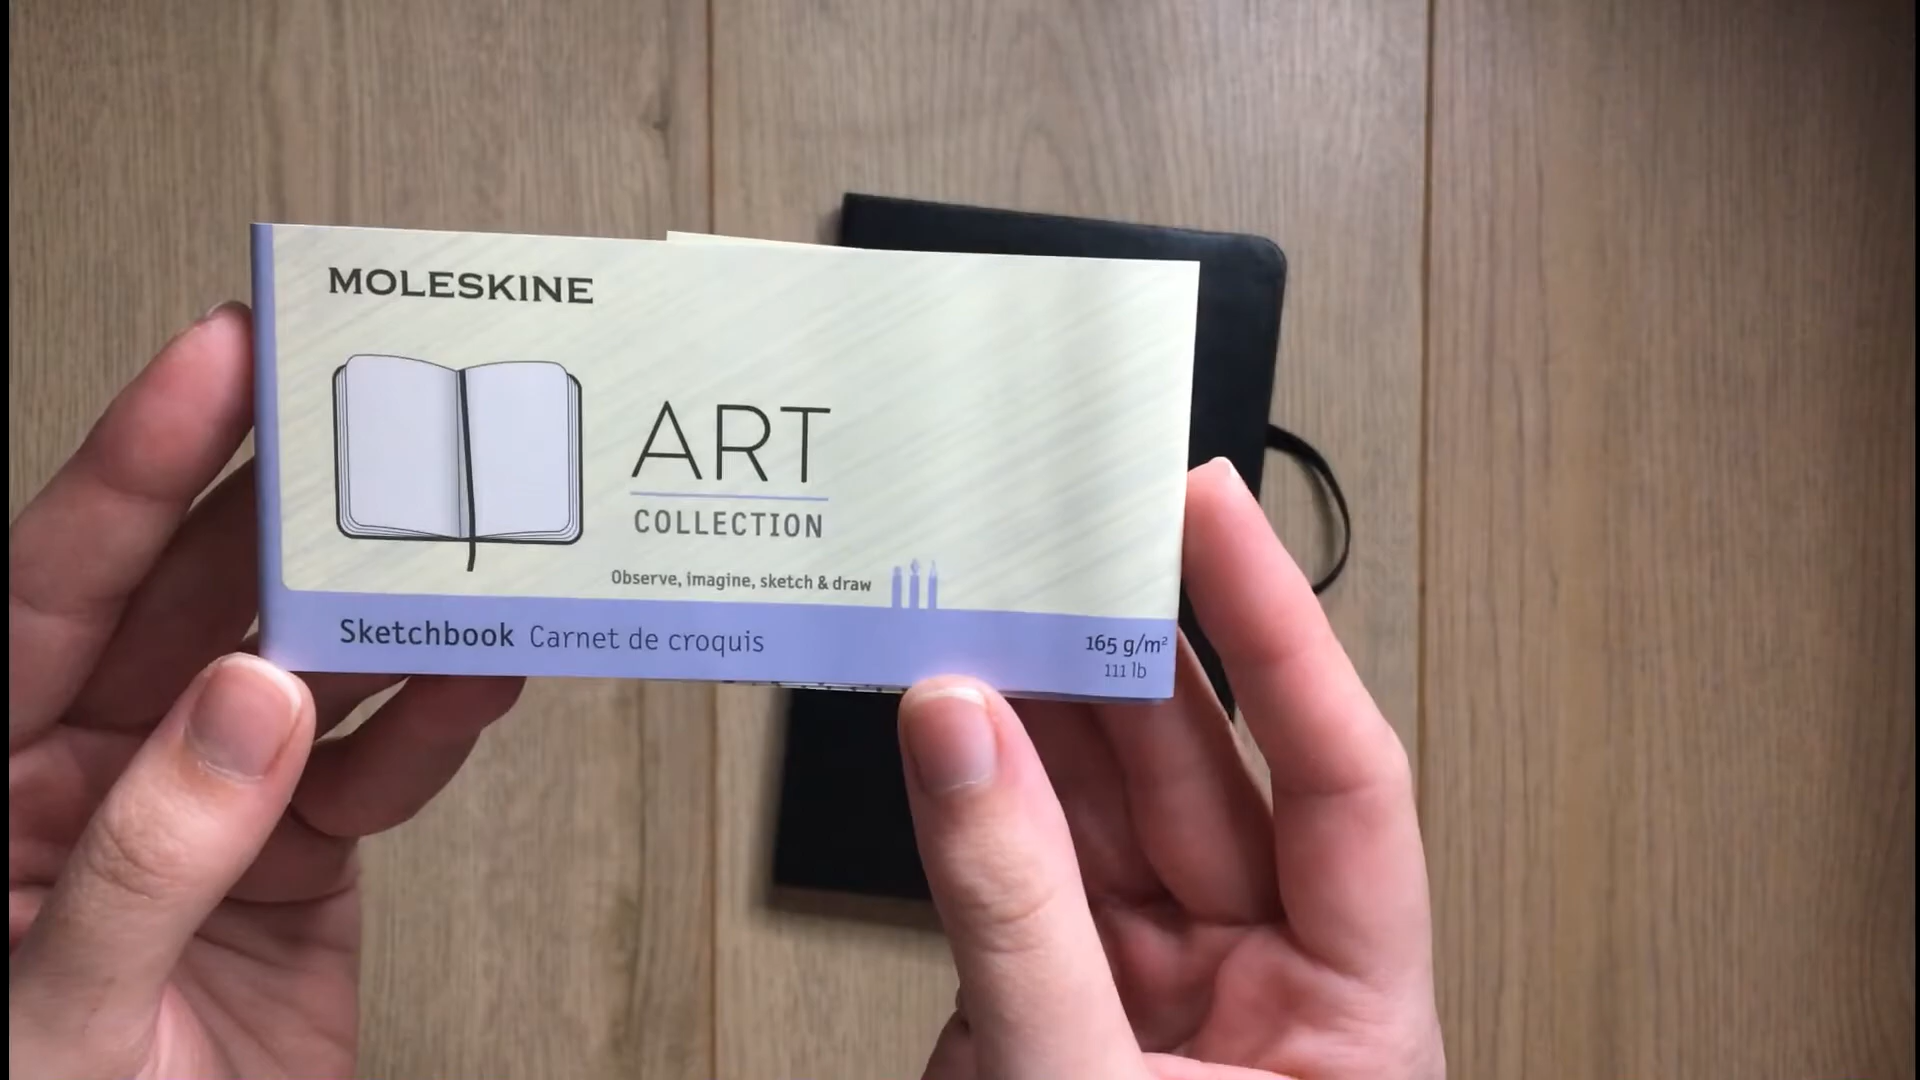 MOLESKINE
ART
COLLECTION
Observe, imagine, sketch & draw
Sketchbook Carnet de croquis
165 g/m²
111 lb